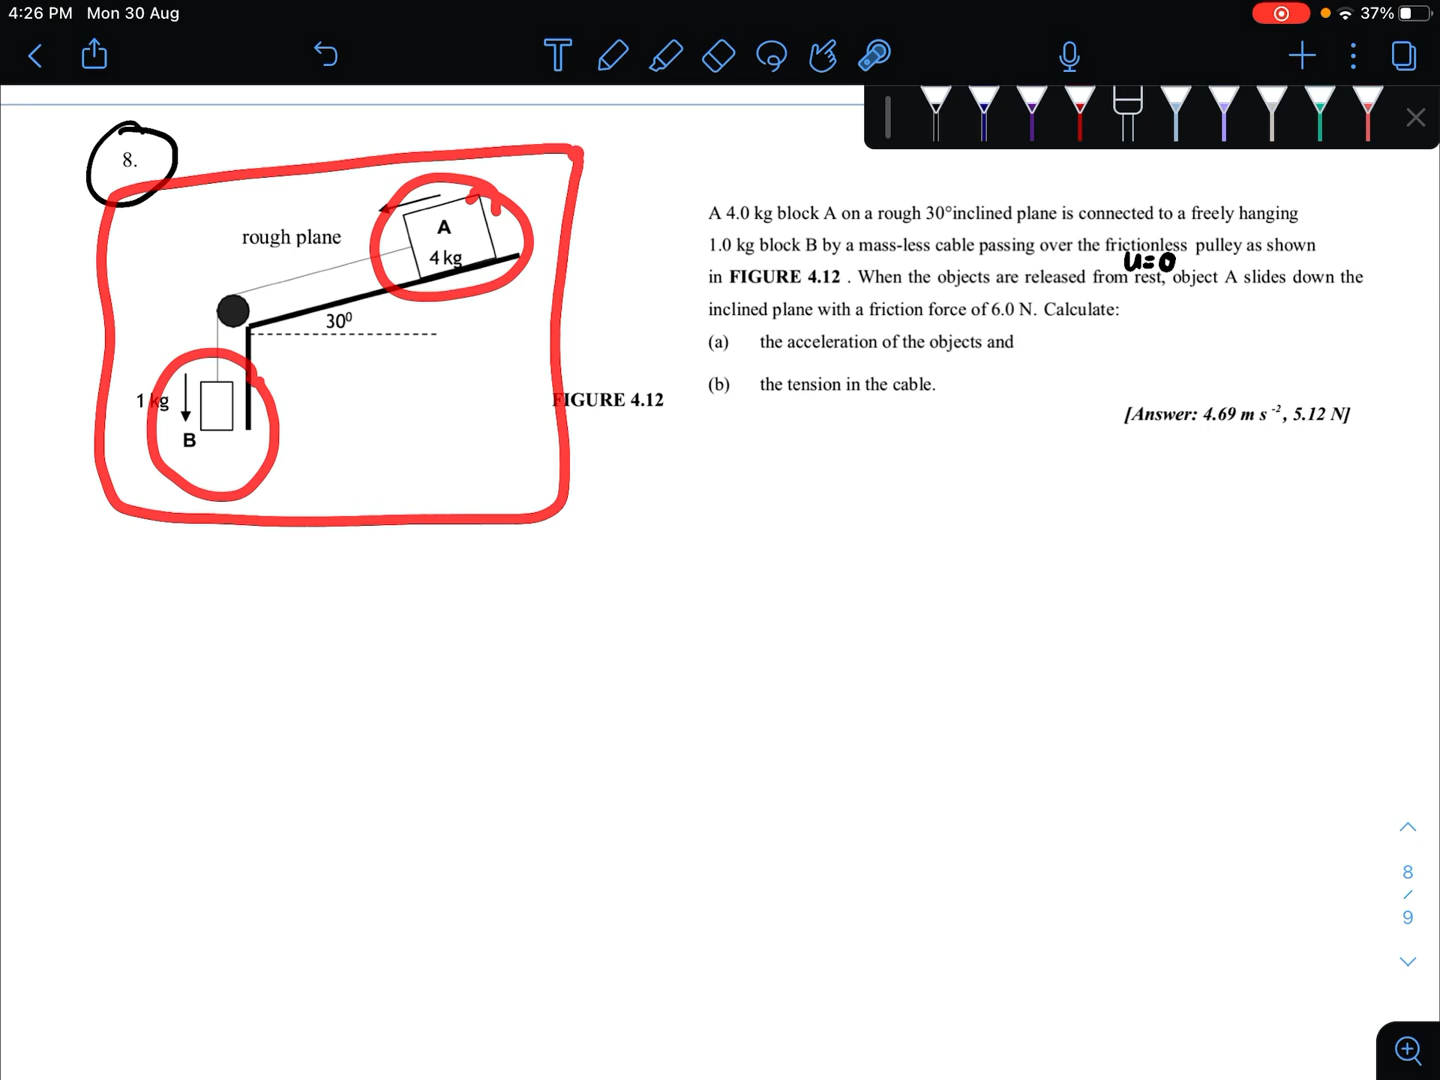 4:26 PM Mon 30 Aug
37%
8.
A
rough plane
4 kg
30⁰
1 kg
B
FIGURE 4.12
A 4.0 kg block A on a rough 30°inclined plane is connected to a freely hanging
1.0 kg block B by a mass-less cable passing over the frictionless pulley as shown
u=0
in FIGURE 4.12 . When the objects are released from rest, object A slides down the
inclined plane with a friction force of 6.0 N. Calculate:
(a) the acceleration of the objects and
(b) the tension in the cable.
[Answer: 4.69 m s ⁻², 5.12 N]
8
/
9